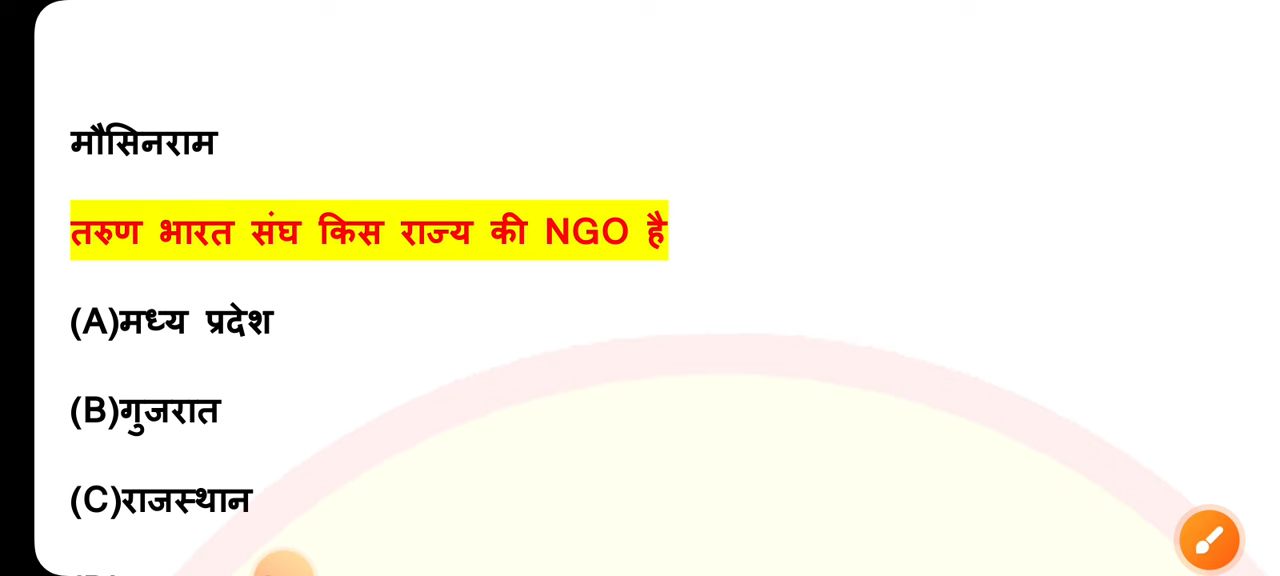 मौसिनराम
तरुण भारत संघ किस राज्य की NGO है
(A)मध्य प्रदेश
(B)गुजरात
(C)राजस्थान